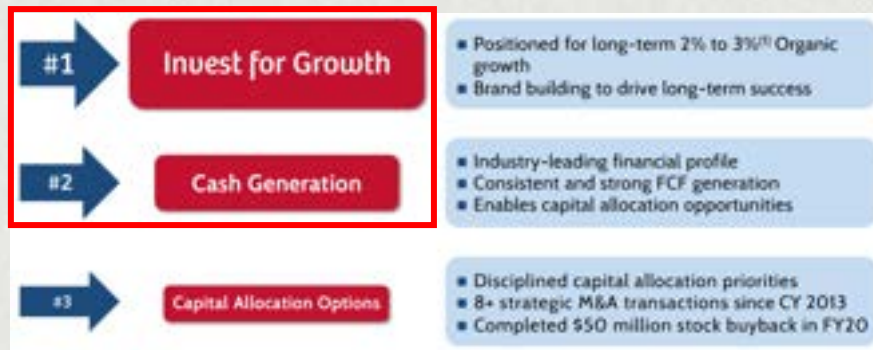 #1
Invest for Growth
▪ Positioned for long-term 2% to 3%⁽¹⁾ Organic
growth
▪ Brand building to drive long-term success
#2
Cash Generation
▪ Industry-leading financial profile
▪ Consistent and strong FCF generation
▪ Enables capital allocation opportunities
#3
Capital Allocation Options
▪ Disciplined capital allocation priorities
▪ 8+ strategic M&A transactions since CY 2013
▪ Completed $50 million stock buyback in FY20